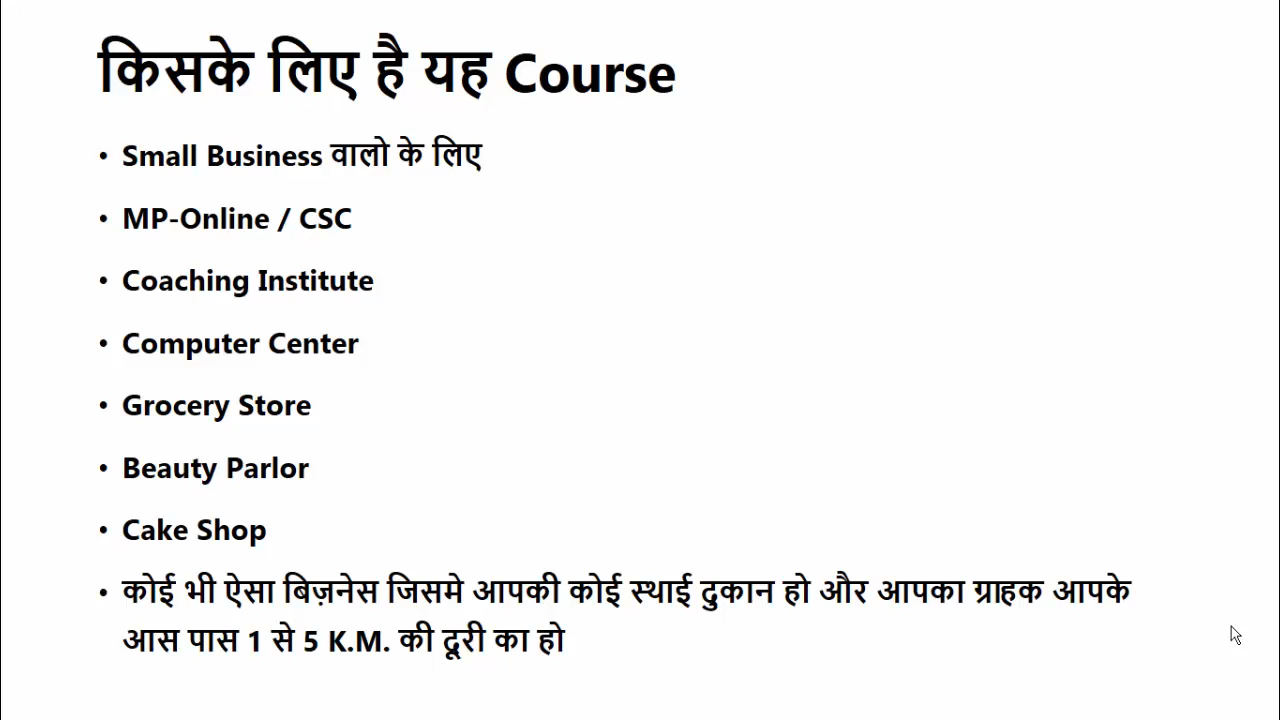 किसके लिए है यह Course
• Small Business वालो के लिए
• MP-Online / CSC
• Coaching Institute
• Computer Center
• Grocery Store
• Beauty Parlor
• Cake Shop
• कोई भी ऐसा बिज़नेस जिसमे आपकी कोई स्थाई दुकान हो और आपका ग्राहक आपके
आस पास 1 से 5 K.M. की दूरी का हो